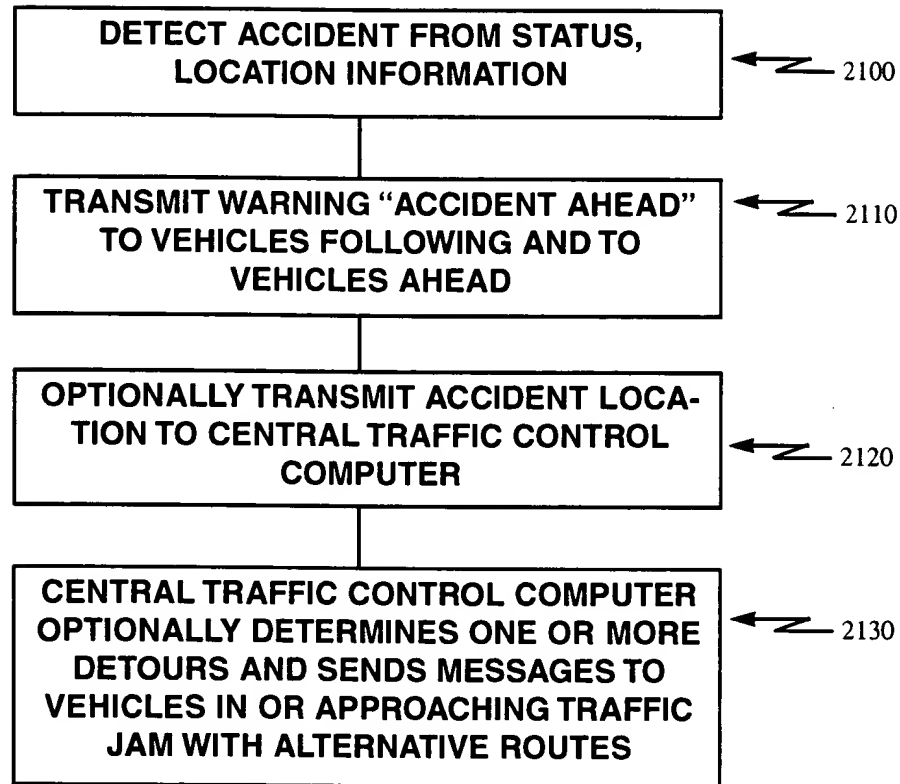 DETECT ACCIDENT FROM STATUS,
LOCATION INFORMATION
2100
TRANSMIT WARNING “ACCIDENT AHEAD”
TO VEHICLES FOLLOWING AND TO
VEHICLES AHEAD
2110
OPTIONALLY TRANSMIT ACCIDENT LOCA-
TION TO CENTRAL TRAFFIC CONTROL
COMPUTER
2120
CENTRAL TRAFFIC CONTROL COMPUTER
OPTIONALLY DETERMINES ONE OR MORE
DETOURS AND SENDS MESSAGES TO
VEHICLES IN OR APPROACHING TRAFFIC
JAM WITH ALTERNATIVE ROUTES
2130